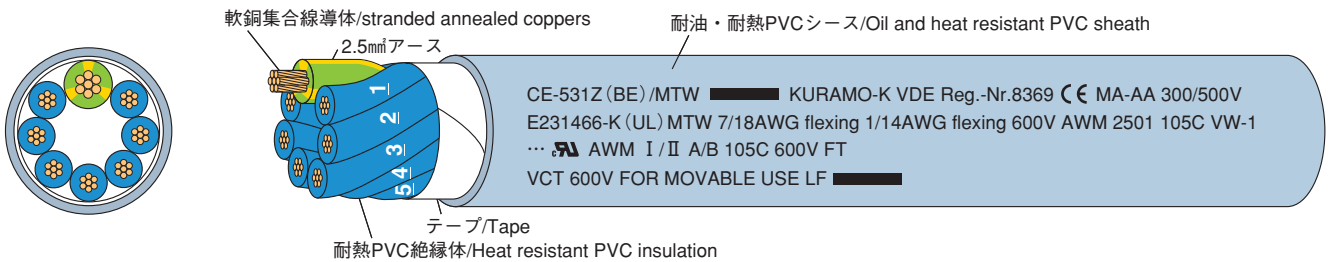 軟銅集合線導体/stranded annealed coppers
2.5㎟アース
耐油・耐熱PVCシース/Oil and heat resistant PVC sheath
1
2
3
4
5
CE-531Z(BE)/MTW KURAMO-K VDE Reg.-Nr.8369 CE MA-AA 300/500V
E231466-K(UL)MTW 7/18AWG flexing 1/14AWG flexing 600V AWM 2501 105C VW-1
… cRU AWM Ⅰ/Ⅱ A/B 105C 600V FT
VCT 600V FOR MOVABLE USE LF
テープ/Tape
耐熱PVC絶縁体/Heat resistant PVC insulation